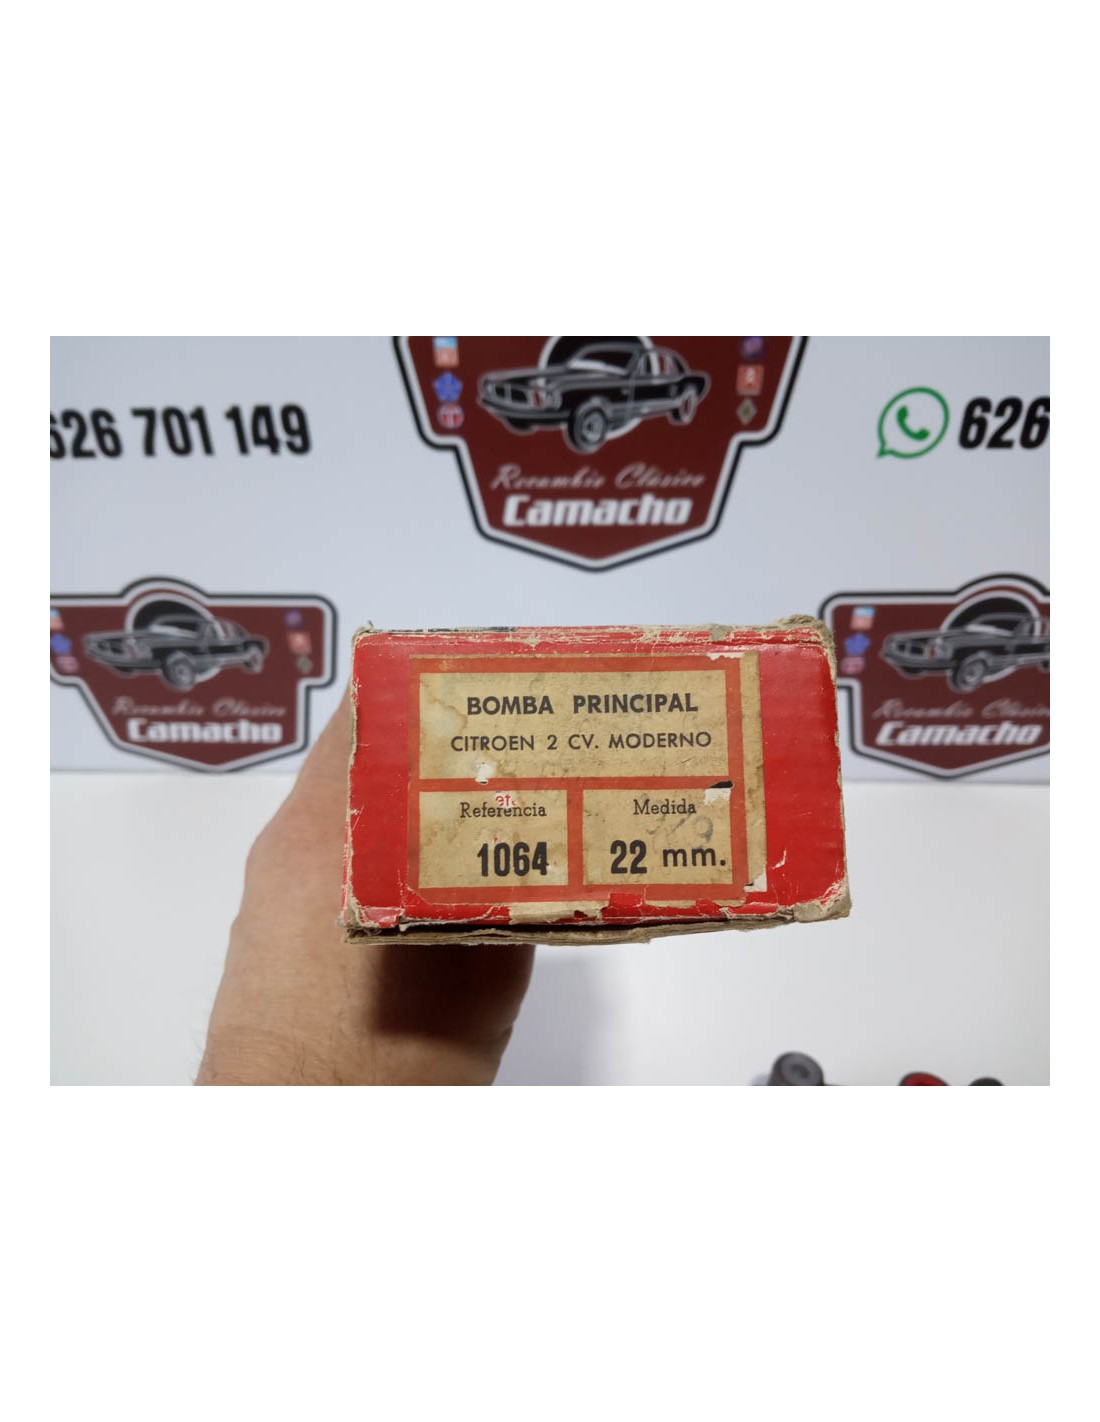 626 701 149
626
Recambio Clásico
Camacho
Recambio Clásico
Camacho
Recambio Clásico
Camacho
BOMBA PRINCIPAL
CITROEN 2 CV. MODERNO
Referencia
Medida
1064
22 mm.